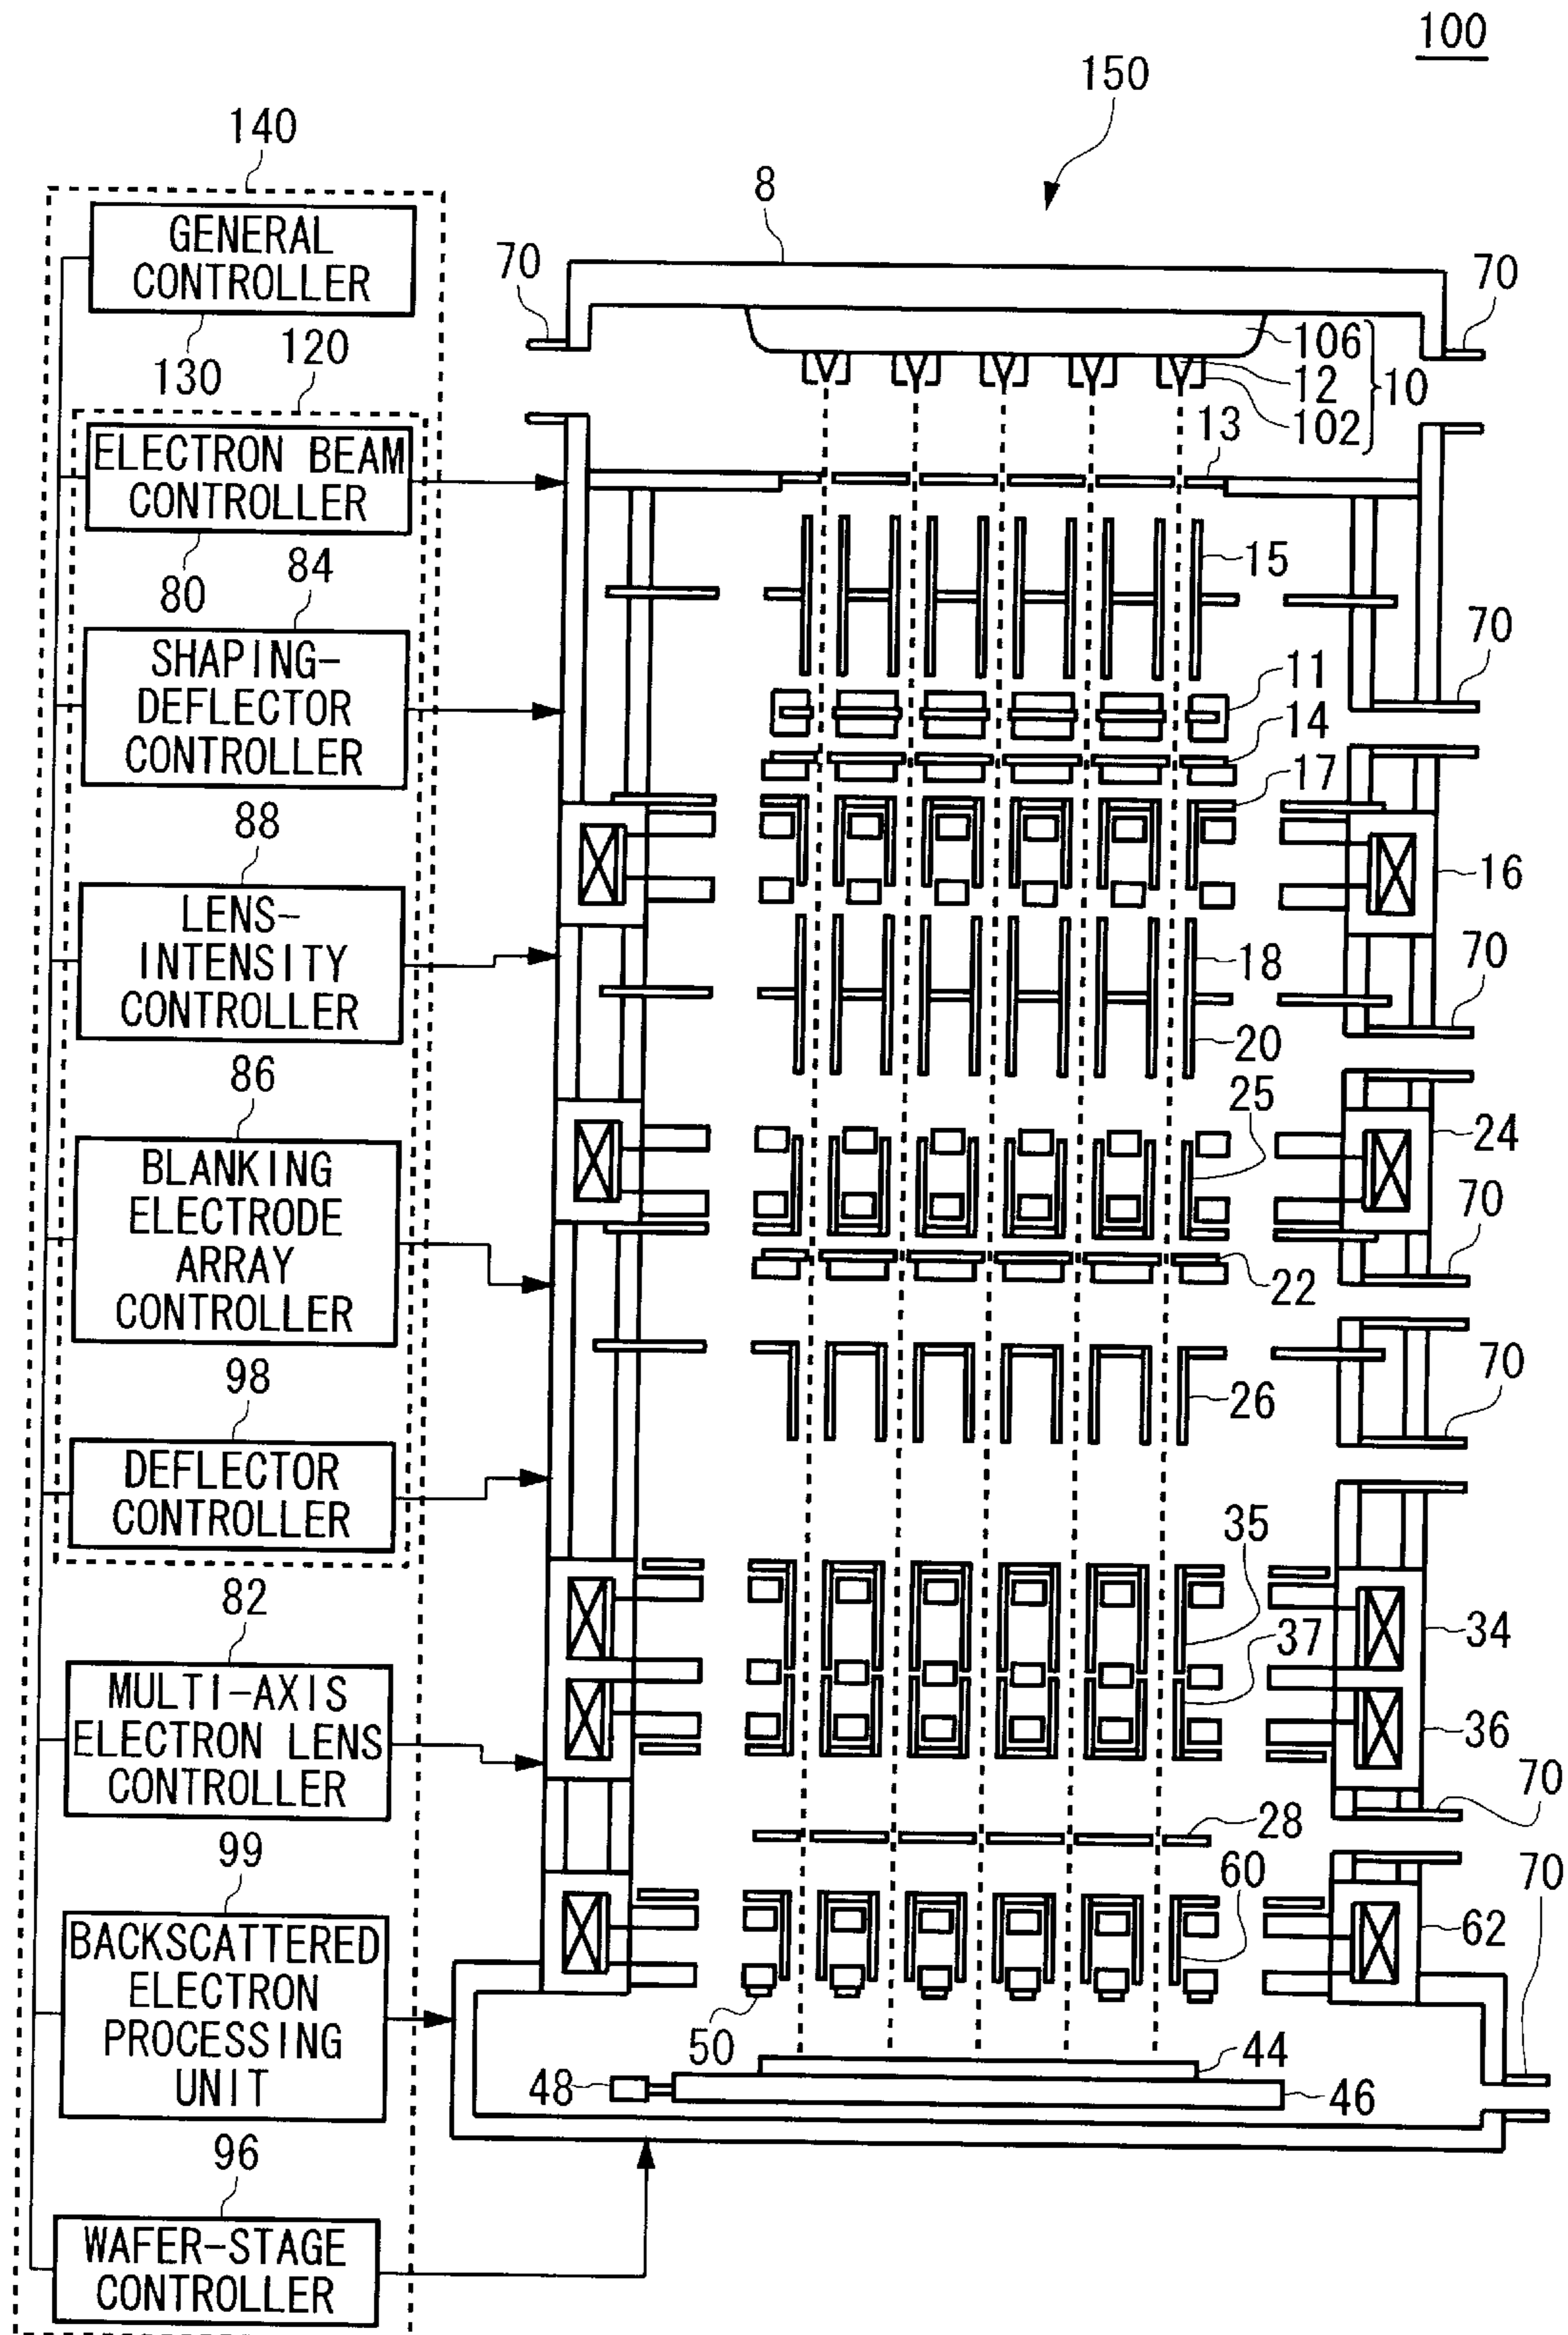 100
150
140
8
GENERAL
CONTROLLER
70
70
106
12
10
102
130
120
13
ELECTRON BEAM
CONTROLLER
80
84
15
SHAPING-
DEFLECTOR
CONTROLLER
70
11
14
17
88
16
LENS-
INTENSITY
CONTROLLER
18
70
20
86
25
24
BLANKING
ELECTRODE
ARRAY
CONTROLLER
70
22
98
26
70
DEFLECTOR
CONTROLLER
35
82
34
37
MULTI-AXIS
ELECTRON LENS
CONTROLLER
36
70
99
28
60
70
BACKSCATTERED
ELECTRON
PROCESSING
UNIT
62
50
44
48
46
96
WAFER-STAGE
CONTROLLER